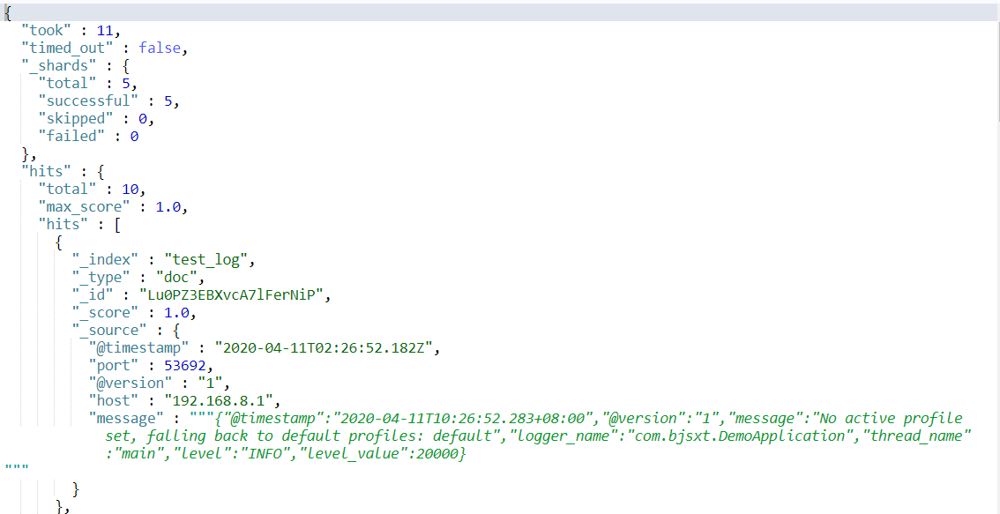 {
  "took" : 11,
  "timed_out" : false,
  "_shards" : {
    "total" : 5,
    "successful" : 5,
    "skipped" : 0,
    "failed" : 0
  },
  "hits" : {
    "total" : 10,
    "max_score" : 1.0,
    "hits" : [
      {
        "_index" : "test_log",
        "_type" : "doc",
        "_id" : "Lu0PZ3EBXvcA7lFerNiP",
        "_score" : 1.0,
        "_source" : {
          "@timestamp" : "2020-04-11T02:26:52.182Z",
          "port" : 53692,
          "@version" : "1",
          "host" : "192.168.8.1",
          "message" : """{"@timestamp":"2020-04-11T10:26:52.283+08:00","@version":"1","message":"No active profile
            set, falling back to default profiles: default","logger_name":"com.bjsxt.DemoApplication","thread_name"
            :"main","level":"INFO","level_value":20000}
"""
        }
      },